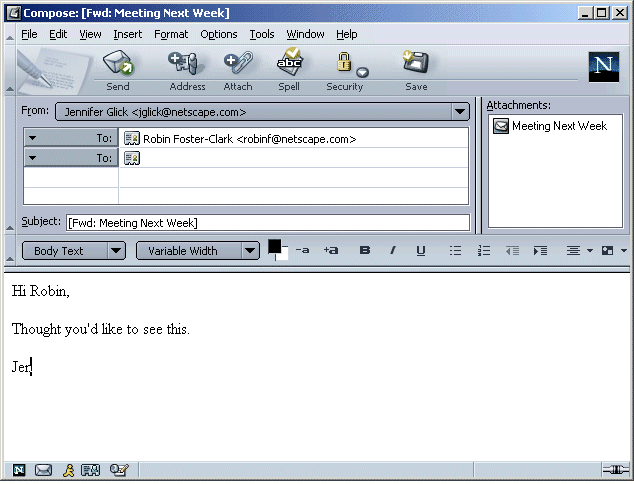 Compose: [Fwd: Meeting Next Week]
File Edit View Insert Format Options Tools Window Help
Send Address Attach abc Spell Security Save N
From: Jennifer Glick <jglick@netscape.com>
Attachments:
To: Robin Foster-Clark <robinf@netscape.com>
Meeting Next Week
To:
Subject: [Fwd: Meeting Next Week]
Body Text Variable Width -a +a B I U
Hi Robin,
Thought you'd like to see this.
Jer
N